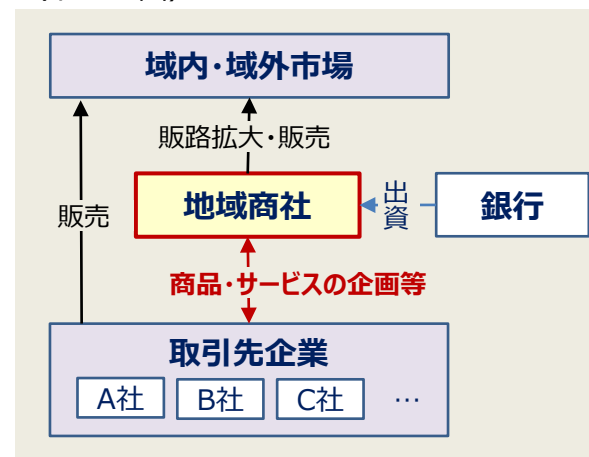 域内・域外市場
販路拡大・販売
販売
地域商社
出資
銀行
商品・サービスの企画等
取引先企業
A社
B社
C社
…